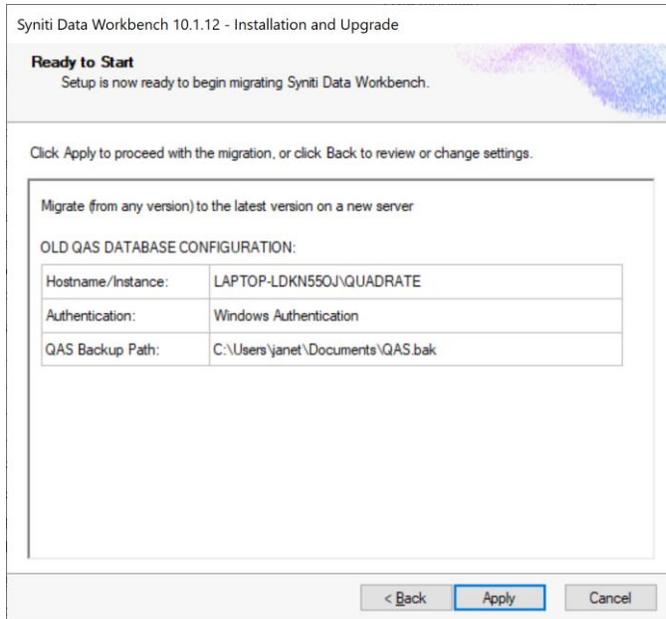 Syniti Data Workbench 10.1.12 - Installation and Upgrade
Ready to Start
Setup is now ready to begin migrating Syniti Data Workbench.
Click Apply to proceed with the migration, or click Back to review or change settings.
Migrate (from any version) to the latest version on a new server
OLD QAS DATABASE CONFIGURATION:
Hostname/Instance: LAPTOP-LDKN55OJ\QUADRATE
Authentication: Windows Authentication
QAS Backup Path: C:\Users\janet\Documents\QAS.bak
< Back Apply Cancel